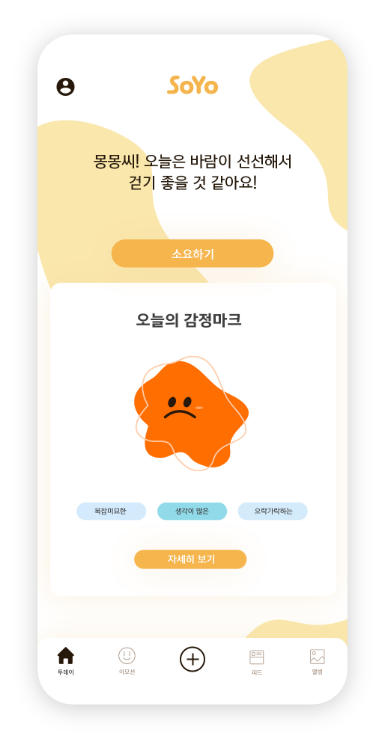 SoYo
몽몽씨! 오늘은 바람이 선선해서
걷기 좋을 것 같아요!
소요하기
오늘의 감정마크
복잡미묘한
생각이 많은
오락가락하는
자세히 보기
투데이
이모션
피드
앨범